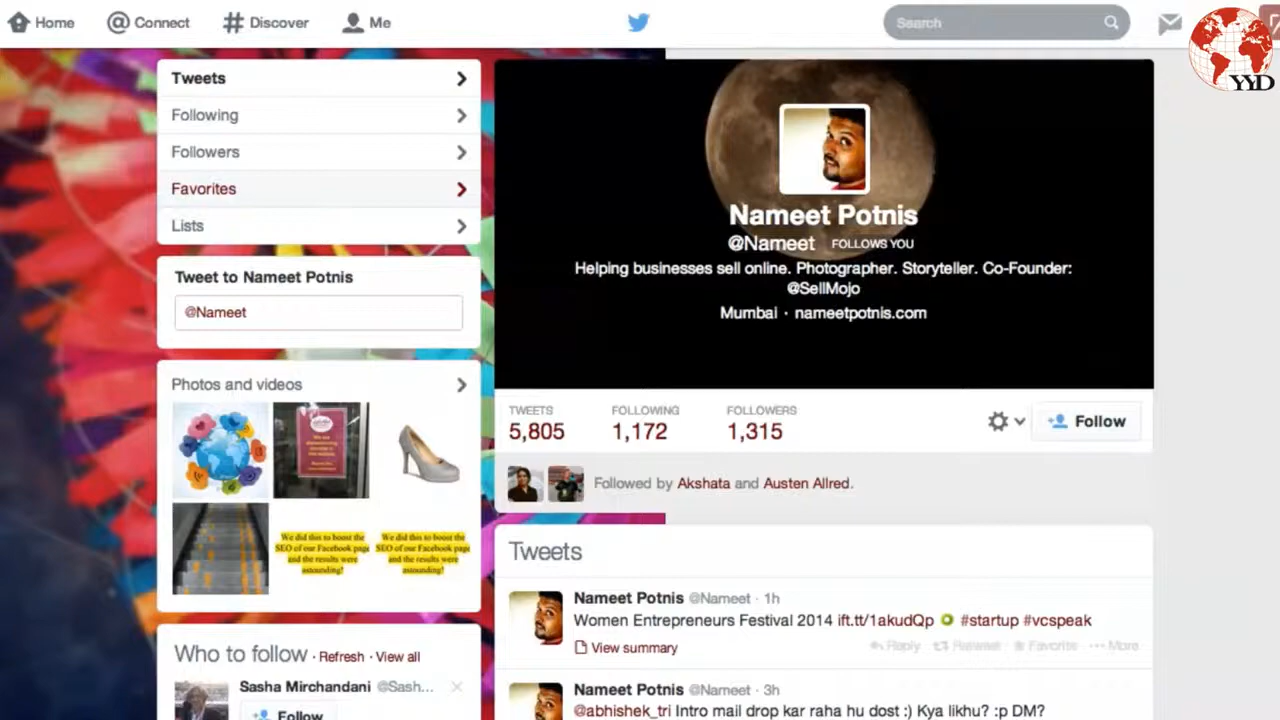 Home
Connect
Discover
Me
Search
YYD
Tweets
Following
Followers
Favorites
Lists
Tweet to Nameet Potnis
@Nameet
Photos and videos
We did this to boost the
SEO of our Facebook page
and the results were
astounding!
We did this to boost the
SEO of our Facebook page
and the results were
astounding!
Who to follow · Refresh · View all
Sasha Mirchandani @Sash...
Follow
Nameet Potnis
@Nameet FOLLOWS YOU
Helping businesses sell online. Photographer. Storyteller. Co-Founder:
@SellMojo
Mumbai · nameetpotnis.com
TWEETS
5,805
FOLLOWING
1,172
FOLLOWERS
1,315
Follow
Followed by Akshata and Austen Allred.
Tweets
Nameet Potnis @Nameet · 1h
Women Entrepreneurs Festival 2014 ift.tt/1akudQp #startup #vcspeak
View summary
Reply Retweet Favorite ••• More
Nameet Potnis @Nameet · 3h
@abhishek_tri Intro mail drop kar raha hu dost :) Kya likhu? :p DM?